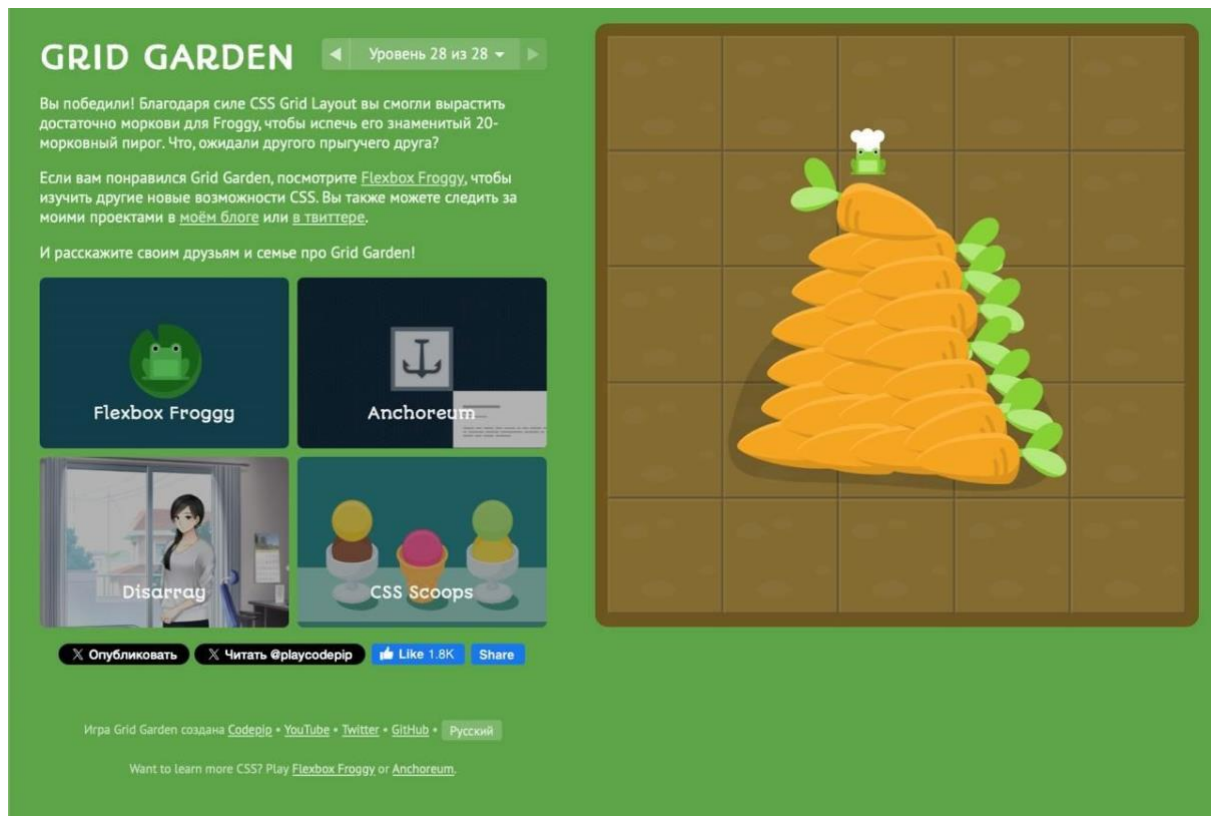 GRID GARDEN
Уровень 28 из 28
Вы победили! Благодаря силе CSS Grid Layout вы смогли вырастить
достаточно моркови для Froggy, чтобы испечь его знаменитый 20-
морковный пирог. Что, ожидали другого прыгучего друга?
Если вам понравился Grid Garden, посмотрите Flexbox Froggy, чтобы
изучить другие новые возможности CSS. Вы также можете следить за
моими проектами в моём блоге или в твиттере.
И расскажите своим друзьям и семье про Grid Garden!
Flexbox Froggy
Anchoreum
Disarray
CSS Scoops
Опубликовать
Читать @playcodepip
Like 1.8K
Share
Игра Grid Garden создана Codepip • YouTube • Twitter • GitHub • Русский
Want to learn more CSS? Play Flexbox Froggy or Anchoreum.